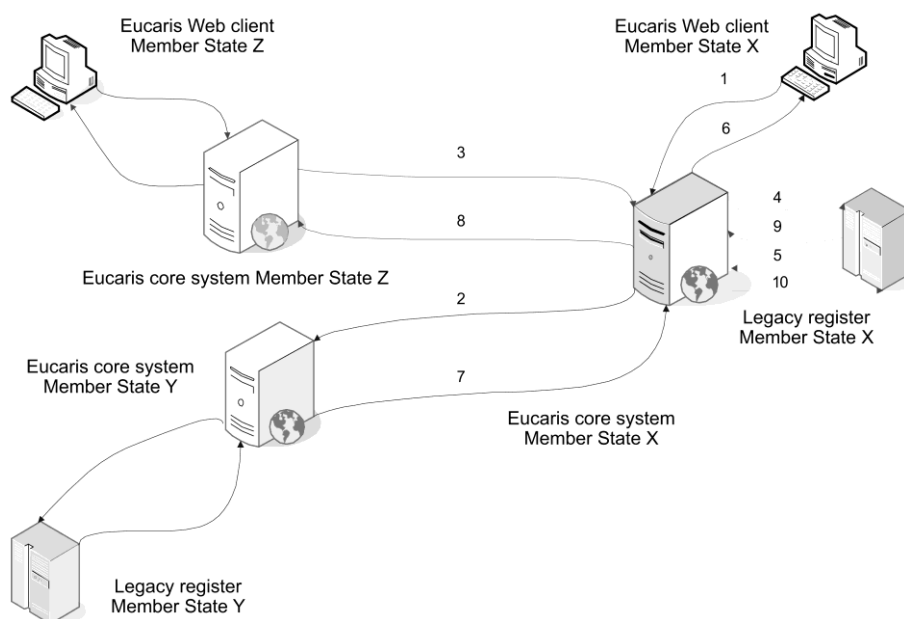 Eucaris Web client
Member State Z
Eucaris Web client
Member State X
1
6
3
8
4
9
5
10
Eucaris core system Member State Z
2
Legacy register
Member State X
Eucaris core system
Member State Y
7
Eucaris core system
Member State X
Legacy register
Member State Y